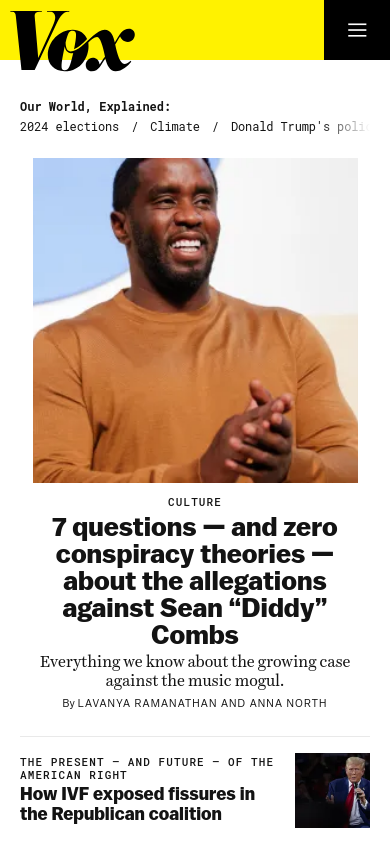 Vox
Our World, Explained:
2024 elections / Climate / Donald Trump's
CULTURE
7 questions — and zero
conspiracy theories —
about the allegations
against Sean “Diddy”
Combs
Everything we know about the growing case
against the music mogul.
By LAVANYA RAMANATHAN AND ANNA NORTH
THE PRESENT — AND FUTURE — OF THE
AMERICAN RIGHT
How IVF exposed fissures in
the Republican coalition